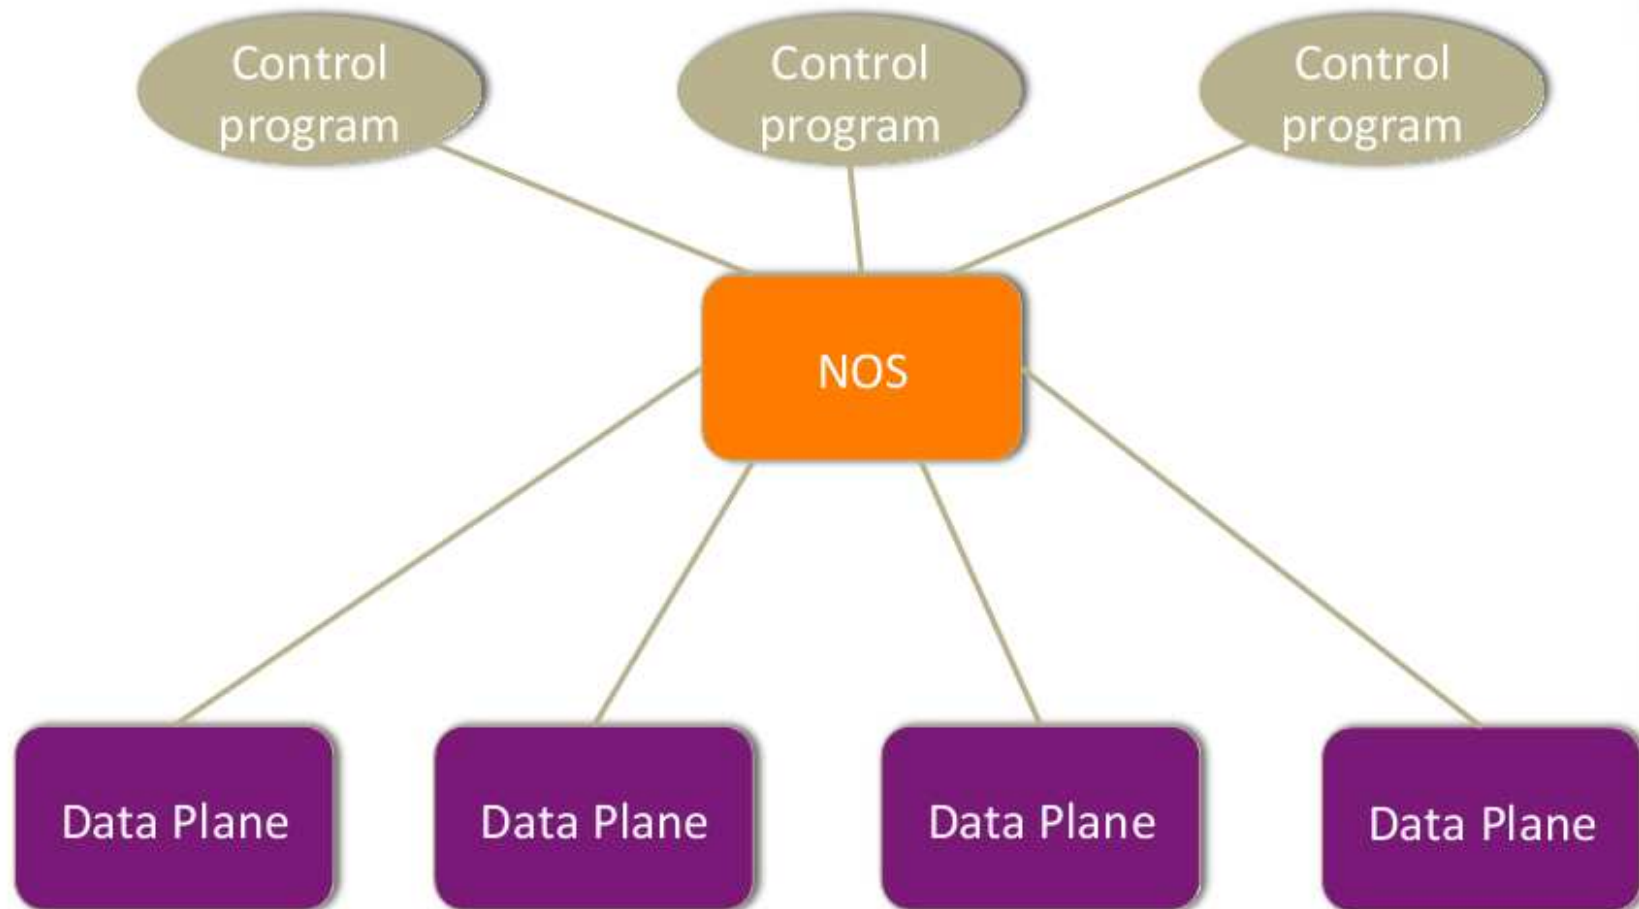 Control
program
Control
program
Control
program
NOS
Data Plane
Data Plane
Data Plane
Data Plane